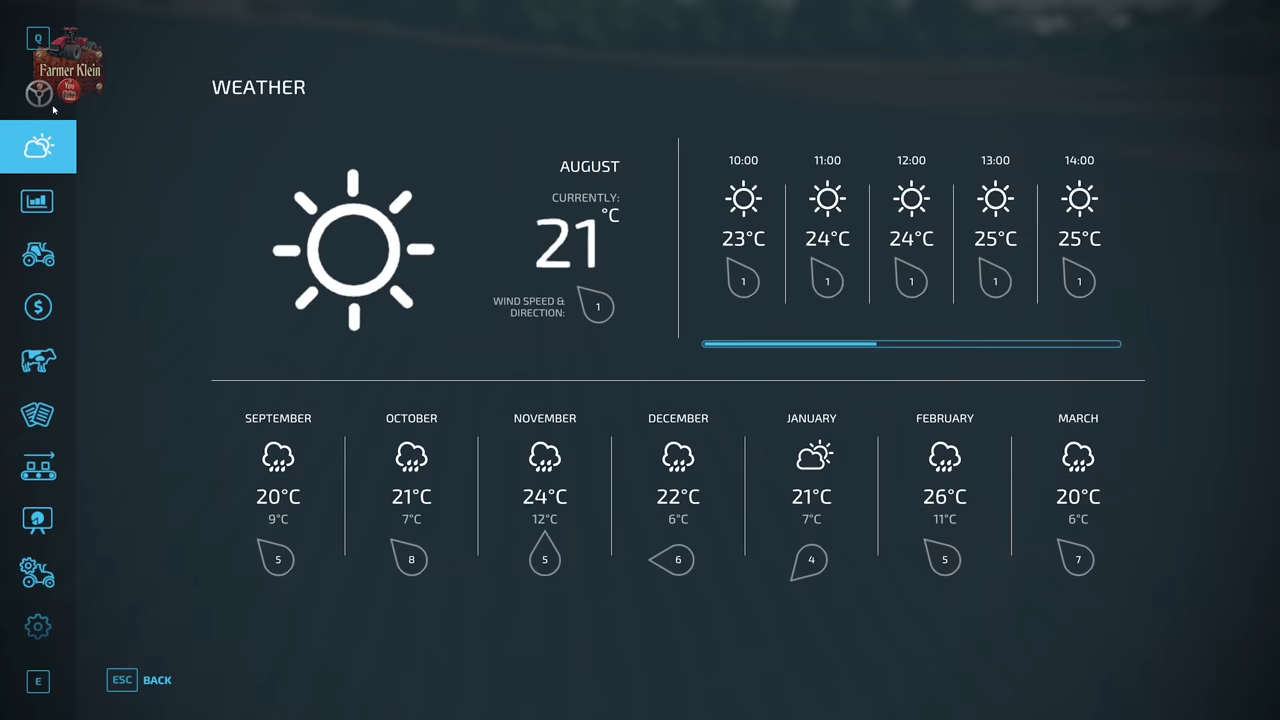 Q
Farmer Klein
You
Tube
WEATHER
AUGUST
CURRENTLY:
21 °C
WIND SPEED &
DIRECTION:
1
10:00 11:00 12:00 13:00 14:00
23°C 24°C 24°C 25°C 25°C
1 1 1 1 1
SEPTEMBER OCTOBER NOVEMBER DECEMBER JANUARY FEBRUARY MARCH
20°C 21°C 24°C 22°C 21°C 26°C 20°C
9°C 7°C 12°C 6°C 7°C 11°C 6°C
5 8 5 6 4 5 7
E
ESC BACK